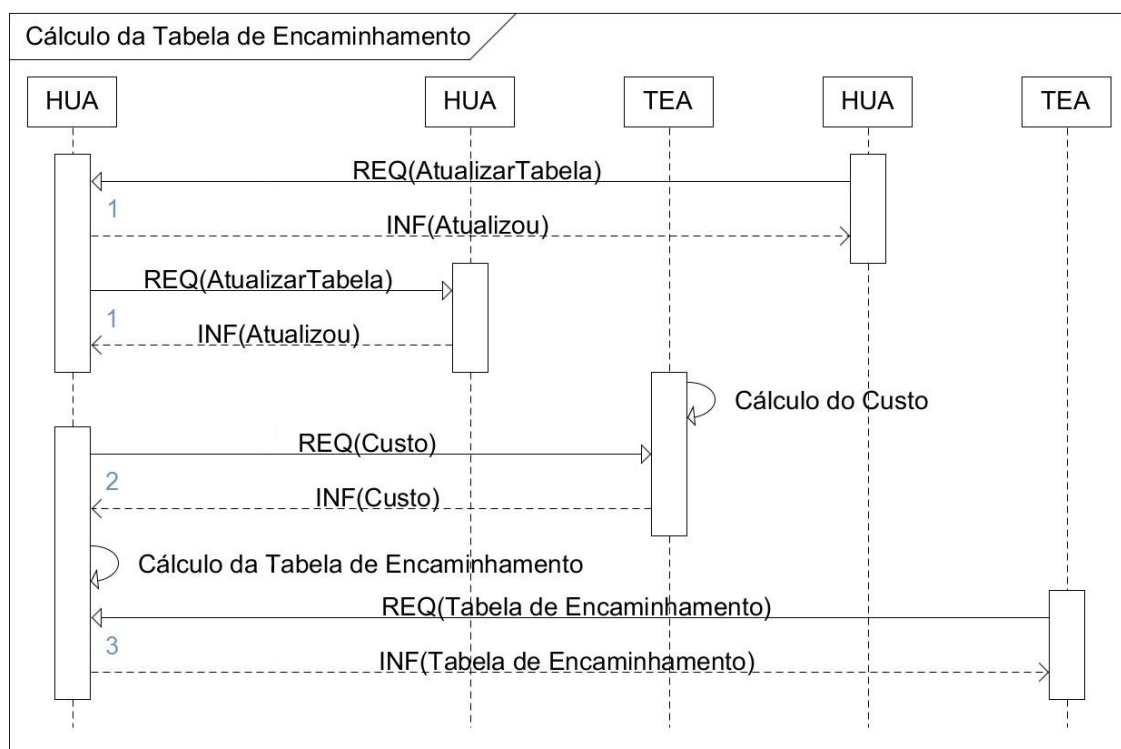 Cálculo da Tabela de Encaminhamento
HUA HUA TEA HUA TEA
REQ(AtualizarTabela)
1
INF(Atualizou)
REQ(AtualizarTabela)
1
INF(Atualizou)
Cálculo do Custo
REQ(Custo)
2
INF(Custo)
Cálculo da Tabela de Encaminhamento
REQ(Tabela de Encaminhamento)
3
INF(Tabela de Encaminhamento)